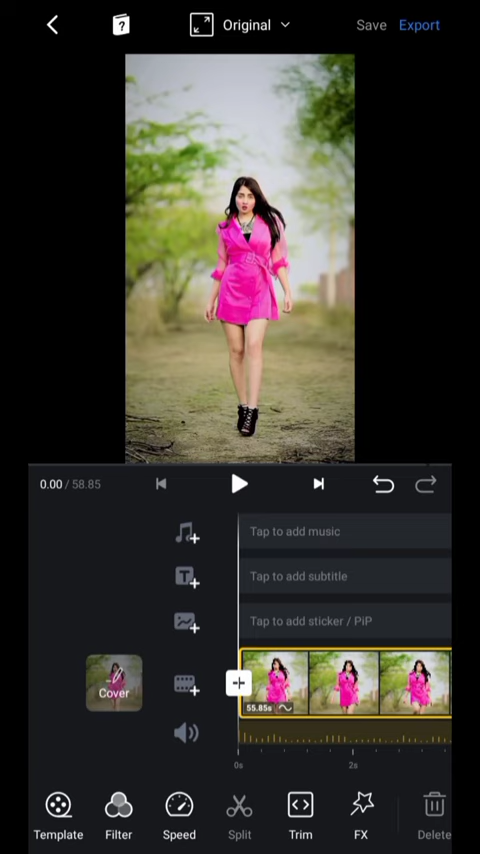 Original Save Export
0.00 / 58.85
Tap to add music
Tap to add subtitle
Tap to add sticker / PiP
Cover
55.85s
0s 2s
Template Filter Speed Split Trim FX Delete